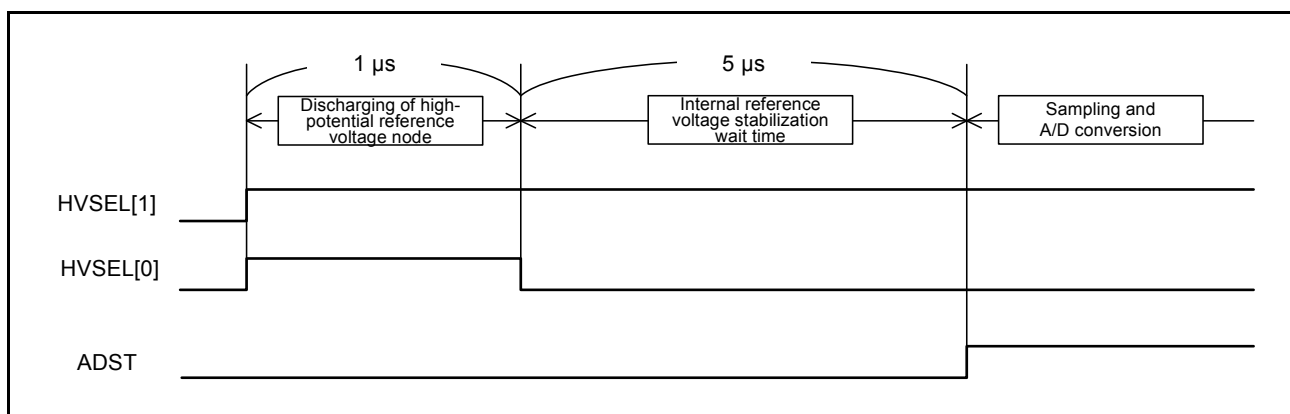 1 µs
5 µs
Discharging of high-
potential reference
voltage node
Internal reference
voltage stabilization
wait time
Sampling and
A/D conversion
HVSEL[1]
HVSEL[0]
ADST